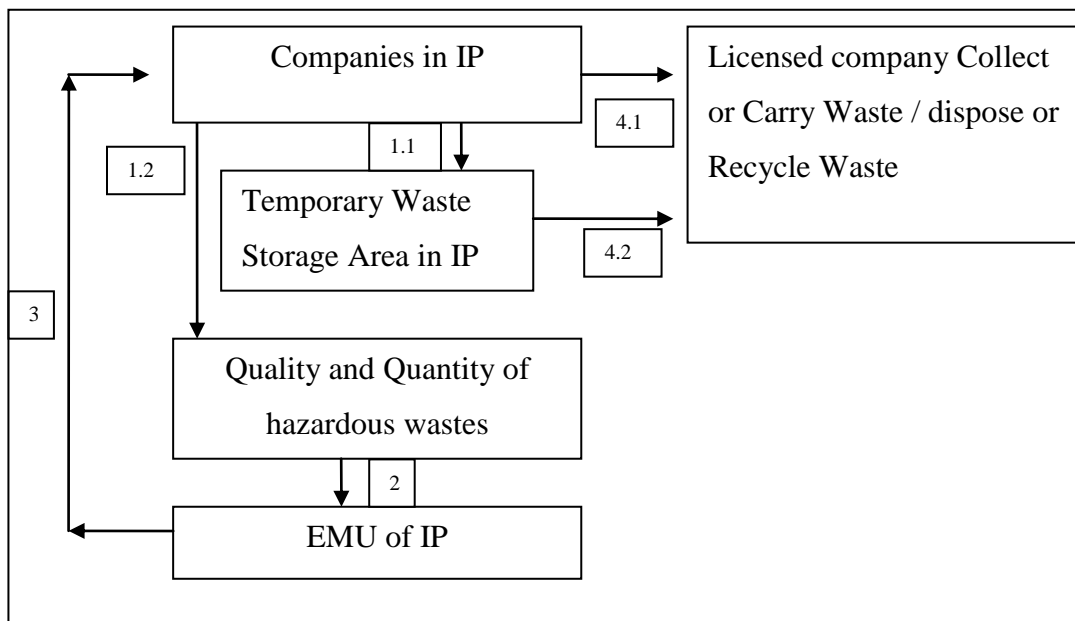 Companies in IP
Licensed company Collect
or Carry Waste / dispose or
Recycle Waste
4.1
1.1
1.2
Temporary Waste
Storage Area in IP
4.2
3
Quality and Quantity of
hazardous wastes
2
EMU of IP